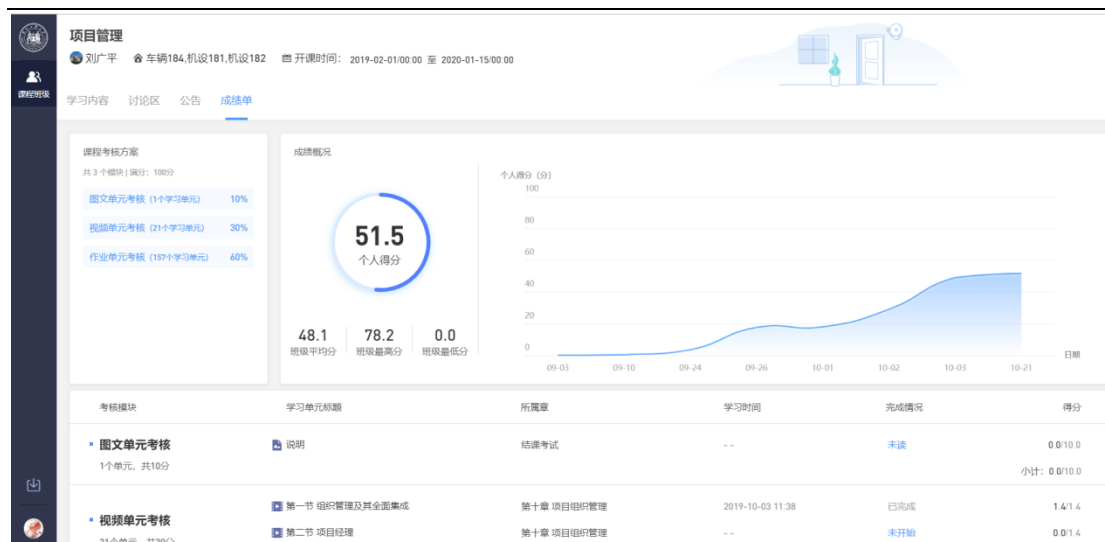 项目管理
刘广平 车辆184,机设181,机设182 开课时间： 2019-02-01/00:00 至 2020-01-15/00:00
课程班级
学习内容 讨论区 公告 成绩单
课程考核方案
共 3 个模块 | 满分：100分
图文单元考核（1个学习单元） 10%
视频单元考核（21个学习单元） 30%
作业单元考核（157个学习单元） 60%
成绩概况
51.5
个人得分
48.1 78.2 0.0
班级平均分 班级最高分 班级最低分
个人得分（分）
100
80
60
40
20
0
日期
09-03 09-10 09-24 09-26 10-01 10-02 10-03 10-21
考核模块 学习单元标题 所属章 学习时间 完成情况 得分
图文单元考核 说明 结课考试 - - 未读 0.0/10.0
1个单元，共10分 小计：0.0/10.0
第一节 组织管理及其全面集成 第十章 项目组织管理 2019-10-03 11:38 已完成 1.4/1.4
视频单元考核
第二节 项目经理 第十章 项目组织管理 - - 未开始 0.0/1.4